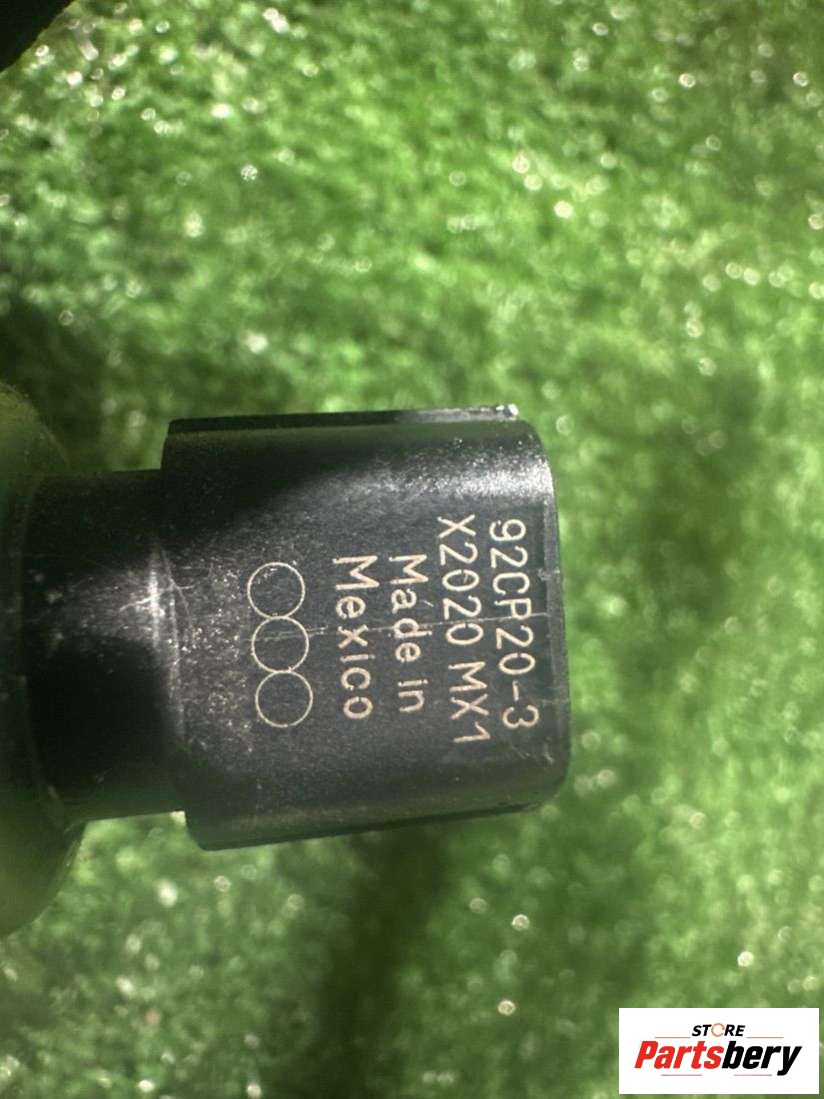 92CP20-3
X2020 MX1
Made in
Mexico
STORE
Partsbery